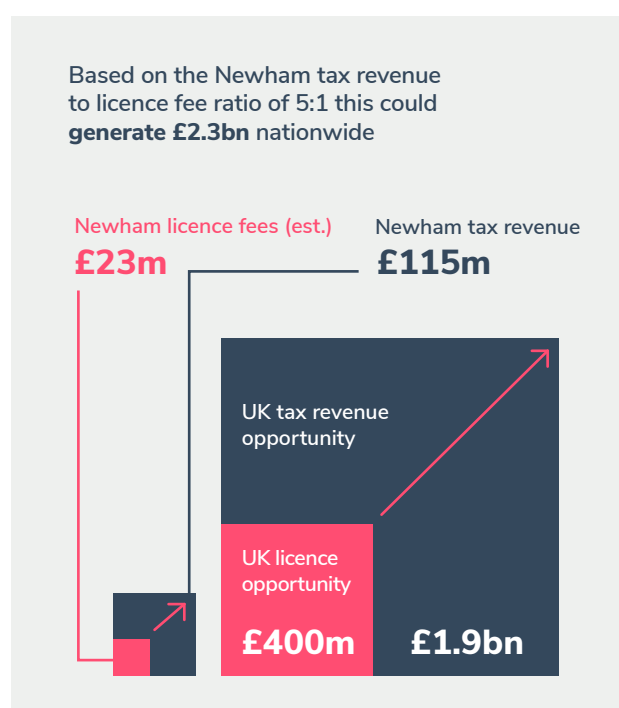 Based on the Newham tax revenue
to licence fee ratio of 5:1 this could
generate £2.3bn nationwide
Newham licence fees (est.)
£23m
Newham tax revenue
£115m
UK tax revenue
opportunity
UK licence
opportunity
£400m
£1.9bn